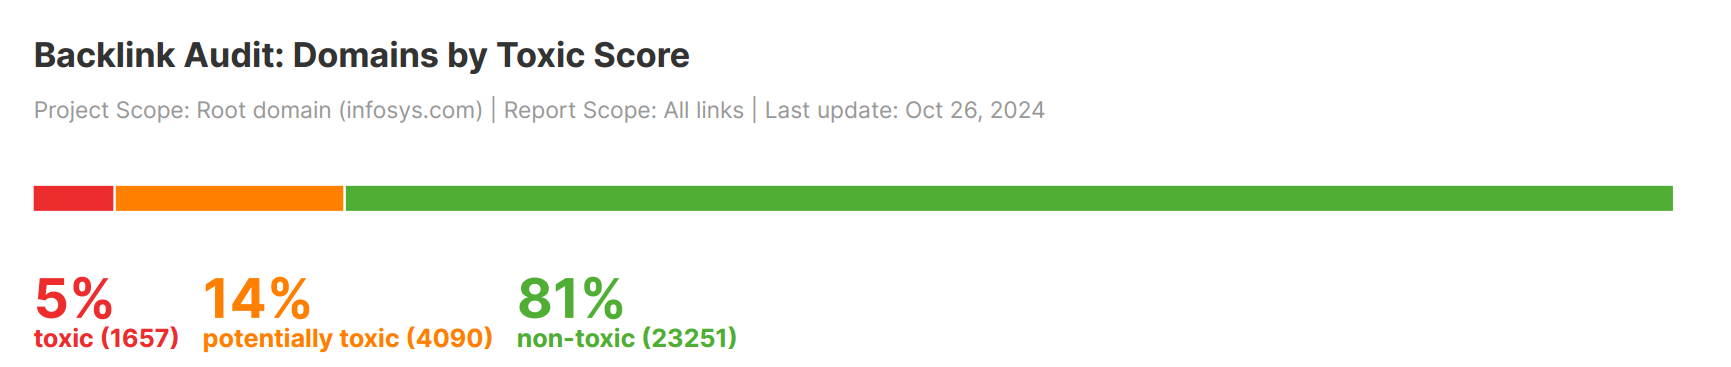 Backlink Audit: Domains by Toxic Score
Project Scope: Root domain (infosys.com) | Report Scope: All links | Last update: Oct 26, 2024
5% 14% 81%
toxic (1657) potentially toxic (4090) non-toxic (23251)